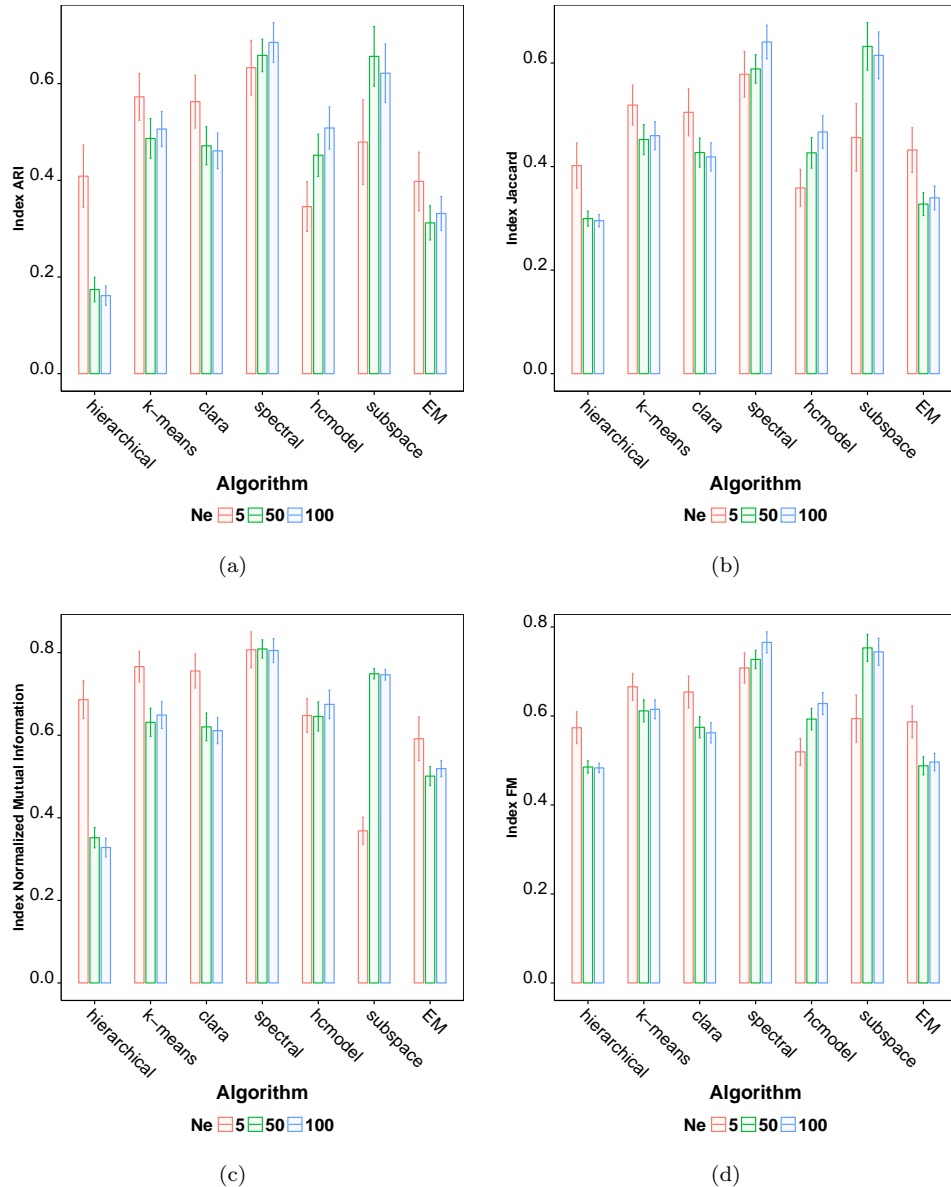 Index ARI
0.6
0.4
0.2
0.0
hierarchical
k−means
clara
spectral
hcmodel
subspace
EM
Algorithm
Ne 5 50 100
(a)
Index Jaccard
0.6
0.4
0.2
0.0
hierarchical
k−means
clara
spectral
hcmodel
subspace
EM
Algorithm
Ne 5 50 100
(b)
Index Normalized Mutual Information
0.8
0.6
0.4
0.2
0.0
hierarchical
k−means
clara
spectral
hcmodel
subspace
EM
Algorithm
Ne 5 50 100
(c)
Index FM
0.8
0.6
0.4
0.2
0.0
hierarchical
k−means
clara
spectral
hcmodel
subspace
EM
Algorithm
Ne 5 50 100
(d)